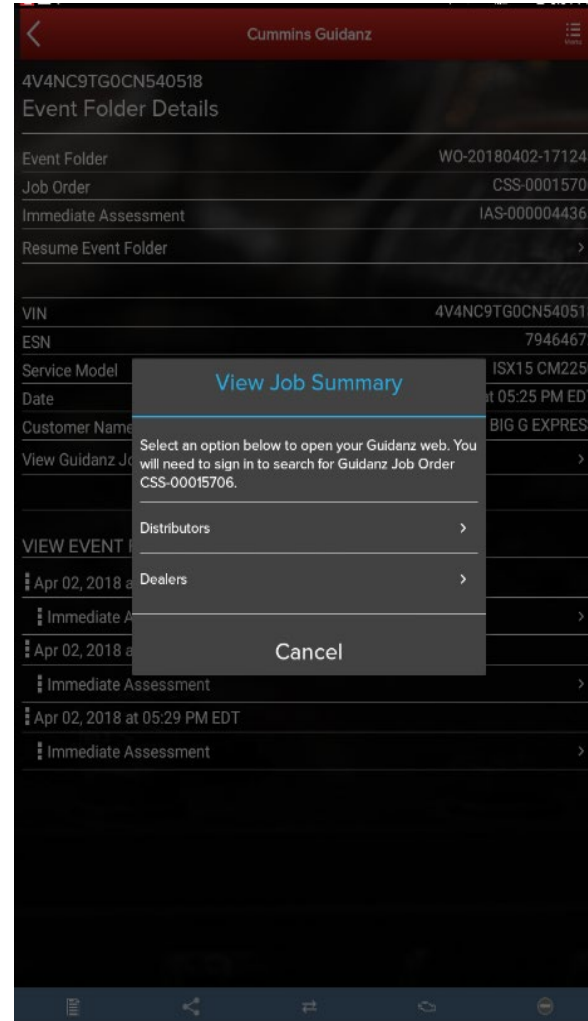 Cummins Guidanz
Menu
4V4NC9TG0CN540518
Event Folder Details
Event Folder WO-20180402-17124
Job Order CSS-0001570
Immediate Assessment IAS-000004436
Resume Event Folder
VIN 4V4NC9TG0CN54051
ESN 7946467
Service Model ISX15 CM225
Date at 05:25 PM EDT
Customer Name BIG G EXPRES
View Guidanz Jo
View Job Summary
Select an option below to open your Guidanz web. You
will need to sign in to search for Guidanz Job Order
CSS-00015706.
Distributors
Dealers
Cancel
VIEW EVENT
Apr 02, 2018 a
Immediate A
Apr 02, 2018 a
Immediate Assessment
Apr 02, 2018 at 05:29 PM EDT
Immediate Assessment